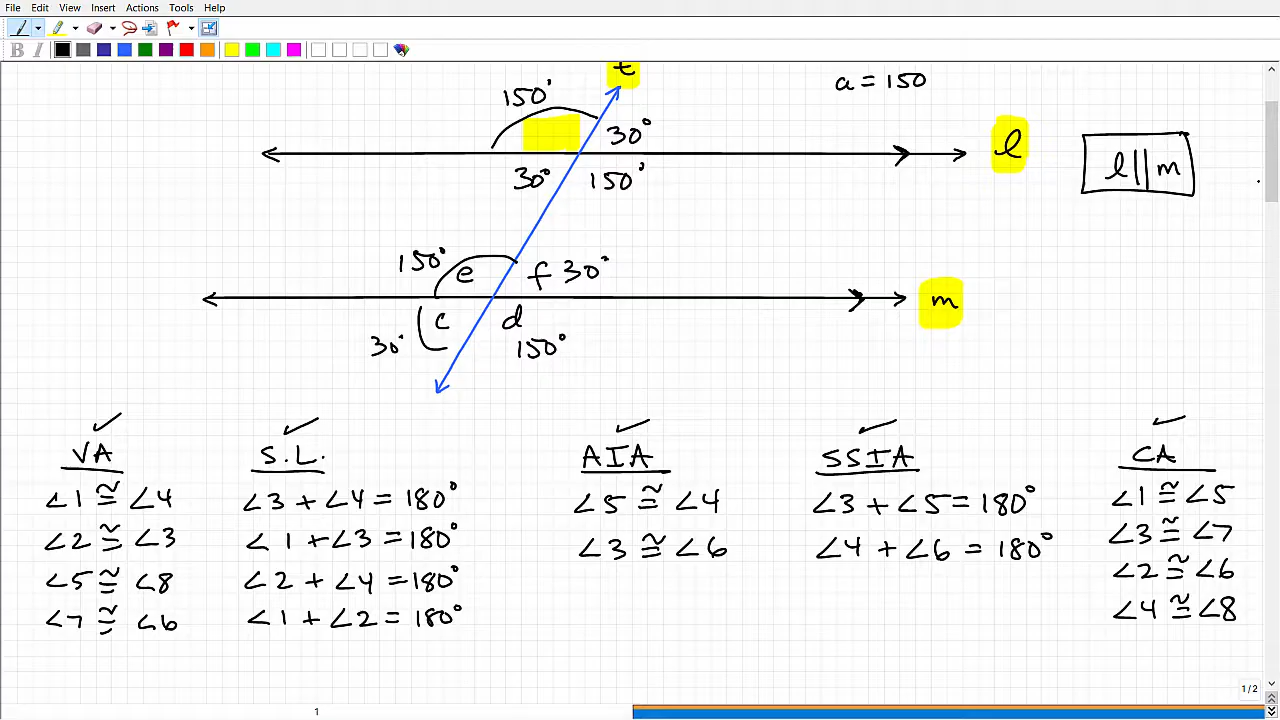 File Edit View Insert Actions Tools Help
B I
t
150°
a = 150
30°
l
30° 150°
l||m
150° e f 30°
m
c d
30° 150°
VA
∠1 ≅ ∠4
∠2 ≅ ∠3
∠5 ≅ ∠8
∠7 ≅ ∠6
S.L.
∠3 + ∠4 = 180°
∠1 + ∠3 = 180°
∠2 + ∠4 = 180°
∠1 + ∠2 = 180°
AIA
∠5 ≅ ∠4
∠3 ≅ ∠6
SSIA
∠3 + ∠5 = 180°
∠4 + ∠6 = 180°
CA
∠1 ≅ ∠5
∠3 ≅ ∠7
∠2 ≅ ∠6
∠4 ≅ ∠8
1/2
1